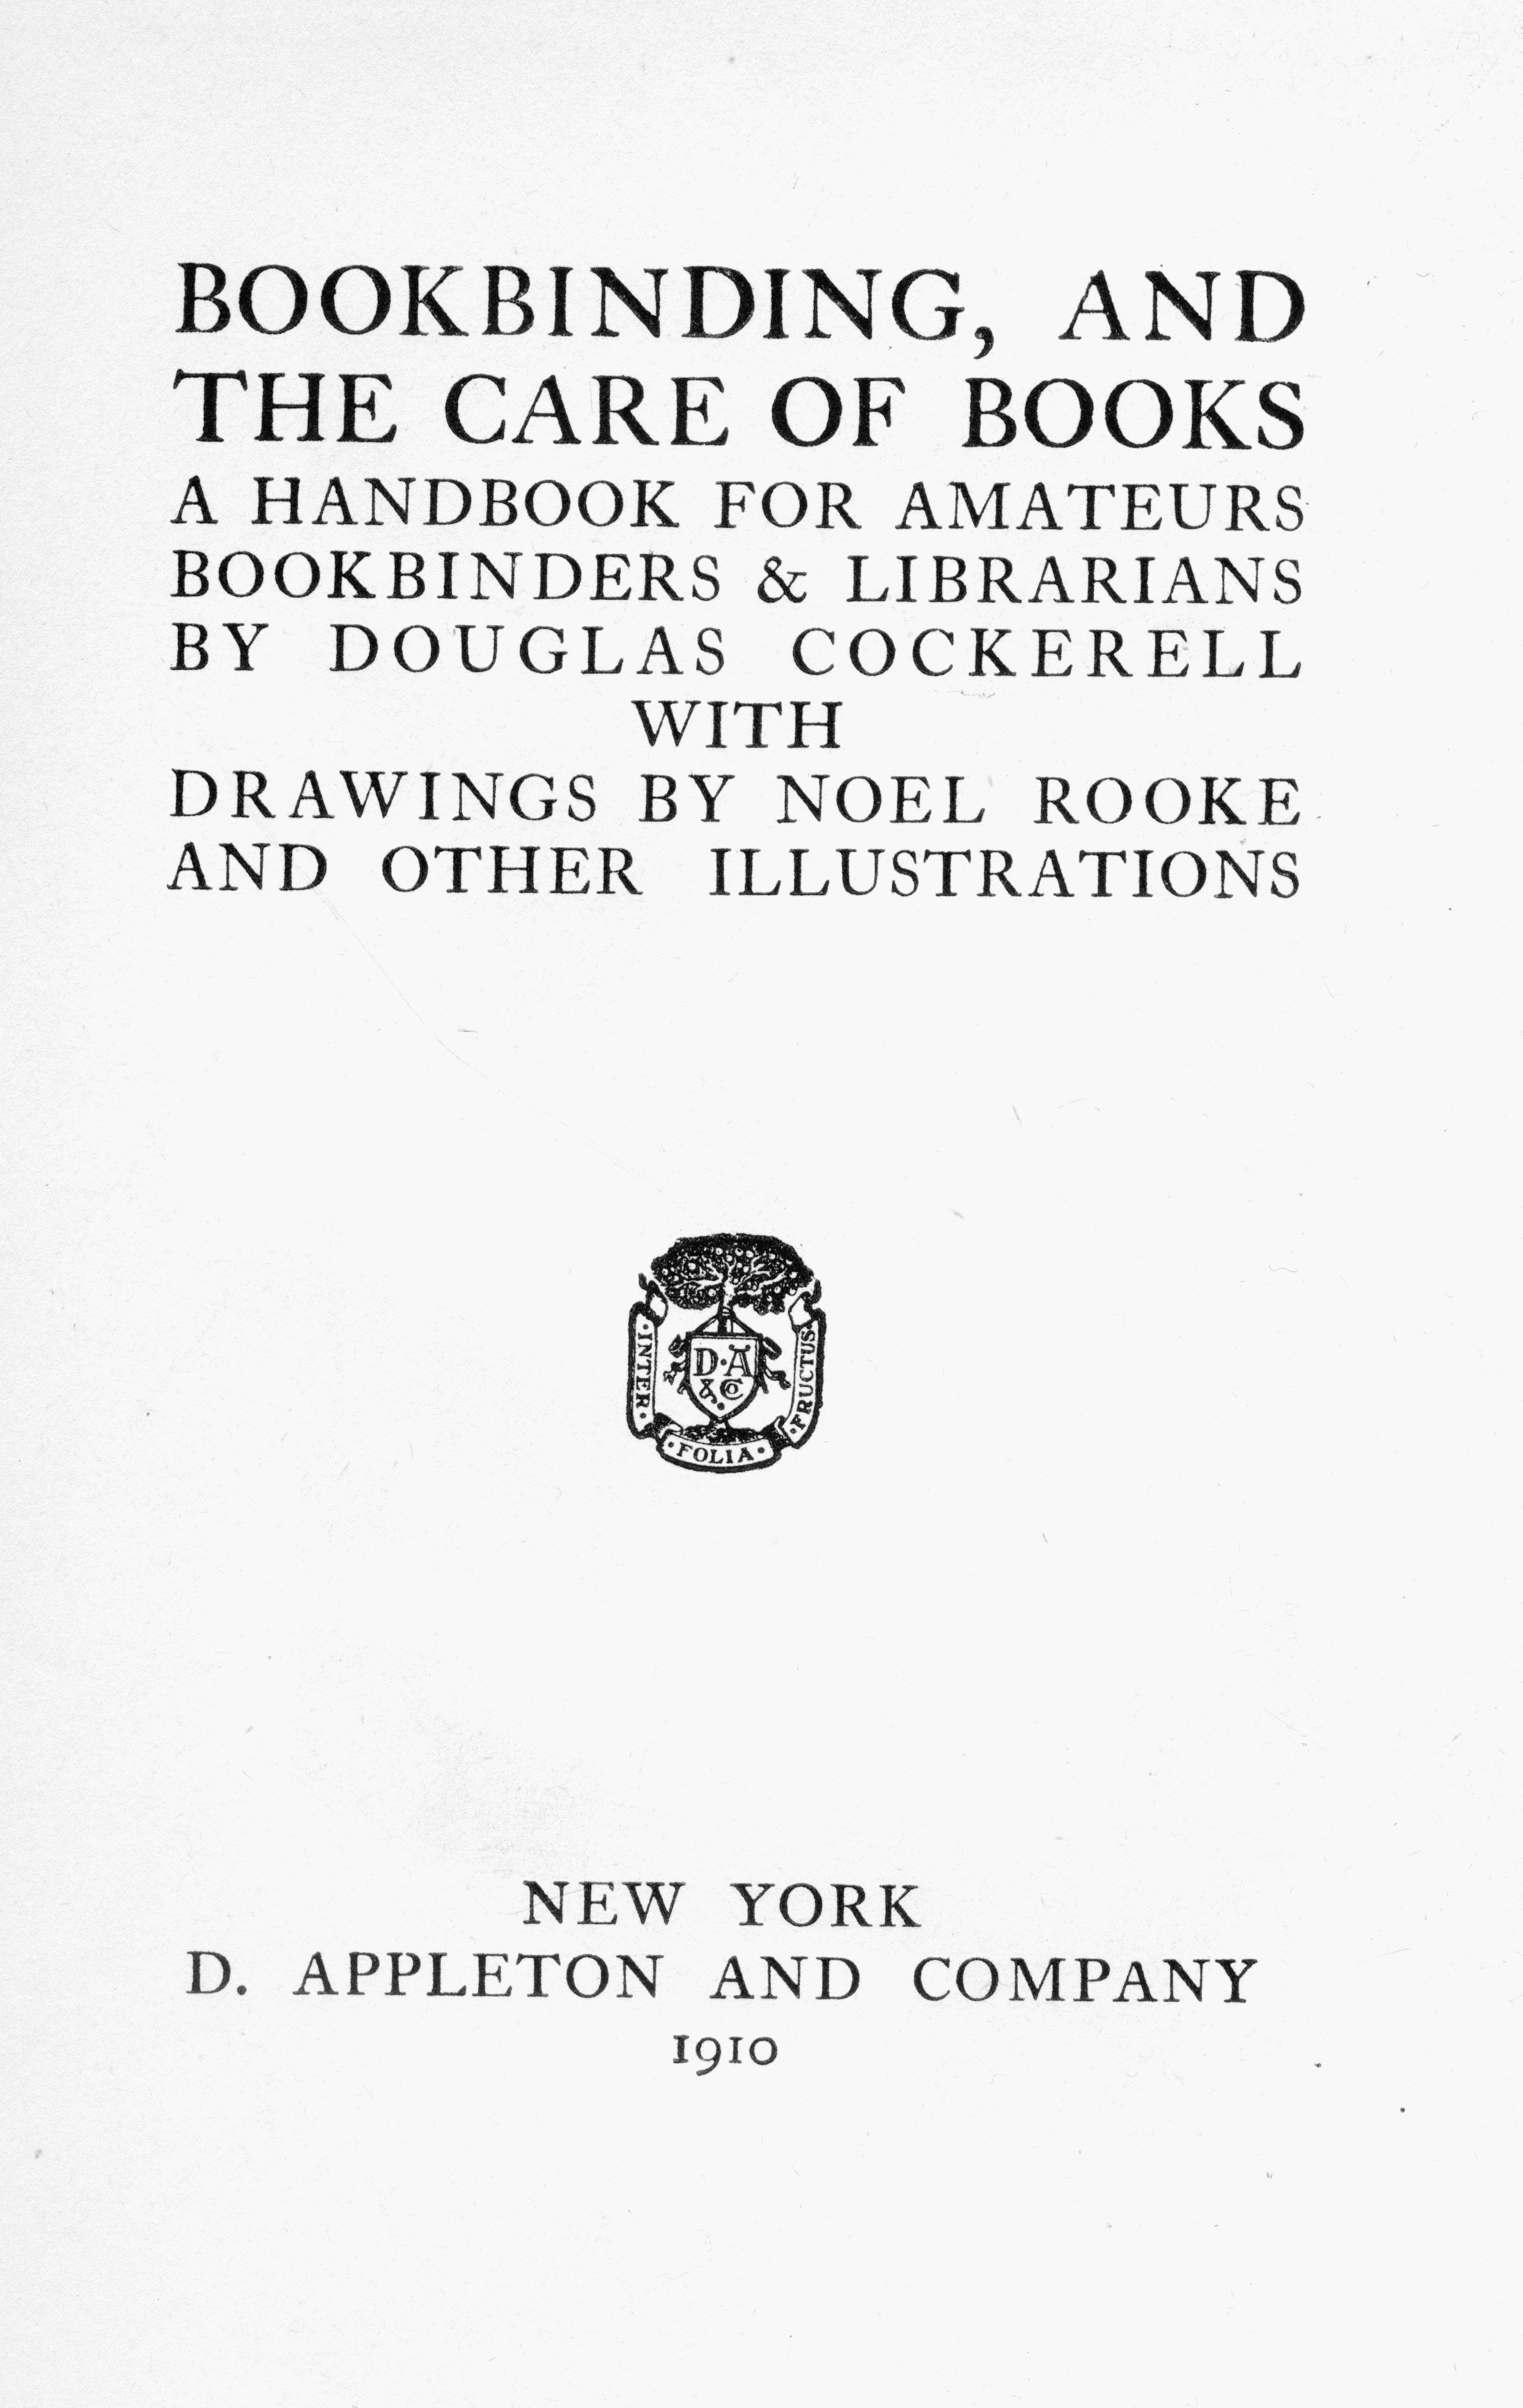 BOOKBINDING, AND
THE CARE OF BOOKS
A HANDBOOK FOR AMATEURS
BOOKBINDERS & LIBRARIANS
BY DOUGLAS COCKERELL
WITH
DRAWINGS BY NOEL ROOKE
AND OTHER ILLUSTRATIONS
D·A
& Co
·INTER·
·FOLIA·
·FRUCTUS·
NEW YORK
D. APPLETON AND COMPANY
1910